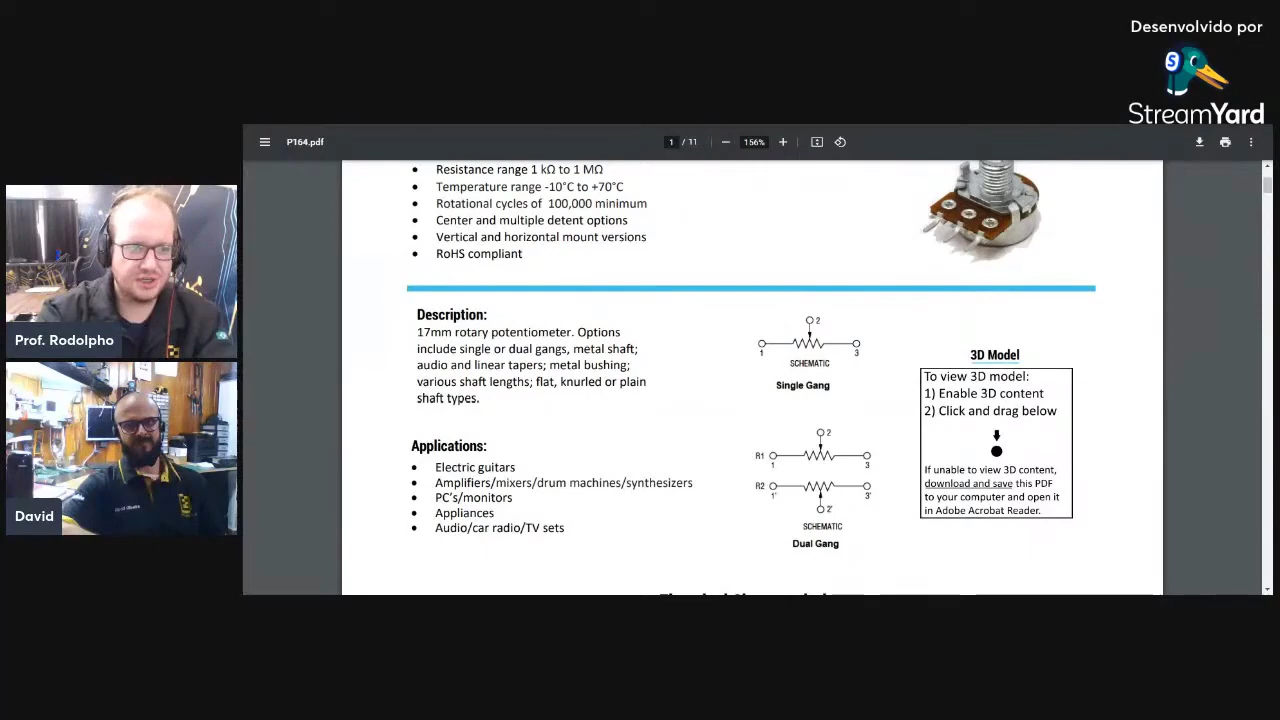 Desenvolvido por
StreamYard
P164.pdf
1 / 11
156%
Resistance range 1 kΩ to 1 MΩ
Temperature range -10°C to +70°C
Rotational cycles of 100,000 minimum
Center and multiple detent options
Vertical and horizontal mount versions
RoHS compliant
Description:
17mm rotary potentiometer. Options
include single or dual gangs, metal shaft;
audio and linear tapers; metal bushing;
various shaft lengths; flat, knurled or plain
shaft types.
Applications:
Electric guitars
Amplifiers/mixers/drum machines/synthesizers
PC's/monitors
Appliances
Audio/car radio/TV sets
2
1
3
SCHEMATIC
Single Gang
2
R1
1
3
R2
1'
3'
2'
SCHEMATIC
Dual Gang
3D Model
To view 3D model:
1) Enable 3D content
2) Click and drag below
If unable to view 3D content,
download and save this PDF
to your computer and open it
in Adobe Acrobat Reader.
Prof. Rodolpho
David